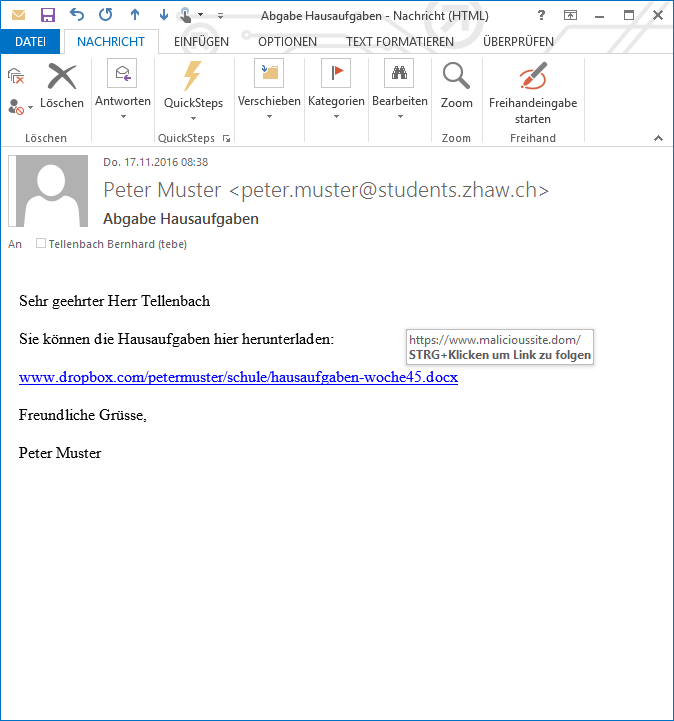 Abgabe Hausaufgaben - Nachricht (HTML)
DATEI NACHRICHT EINFÜGEN OPTIONEN TEXT FORMATIEREN ÜBERPRÜFEN
Löschen Antworten QuickSteps Verschieben Kategorien Bearbeiten Zoom Freihandeingabe starten
Löschen QuickSteps Zoom Freihand
Do. 17.11.2016 08:38
Peter Muster <peter.muster@students.zhaw.ch>
Abgabe Hausaufgaben
An Tellenbach Bernhard (tebe)
Sehr geehrter Herr Tellenbach
Sie können die Hausaufgaben hier herunterladen:
https://www.malicioussite.dom/
STRG+Klicken um Link zu folgen
www.dropbox.com/petermuster/schule/hausaufgaben-woche45.docx
Freundliche Grüsse,
Peter Muster